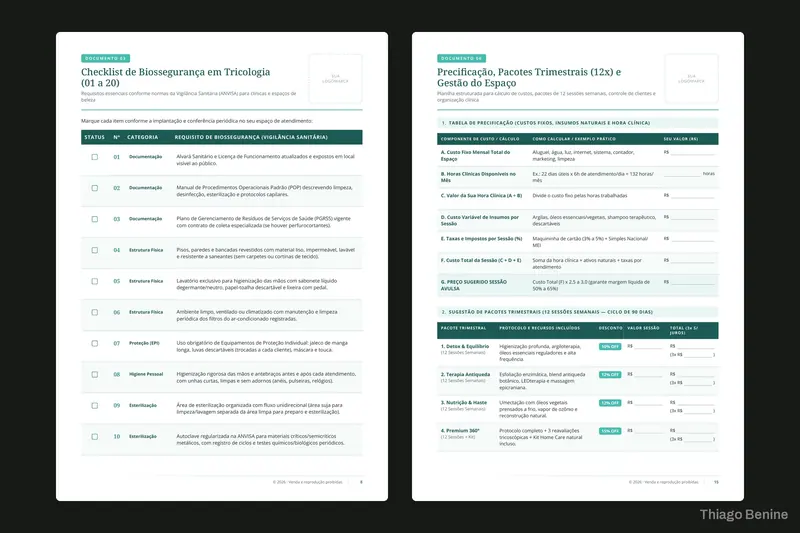 DOCUMENTO 03
Checklist de Biossegurança em Tricologia
(01 a 20)
Requisitos essenciais conforme normas da Vigilância Sanitária (ANVISA) para clínicas e espaços de
beleza
SUA
LOGOMARCA
Marque cada item conforme a implantação e conferência periódica no seu espaço de atendimento:
STATUS Nº CATEGORIA REQUISITO DE BIOSSEGURANÇA (VIGILÂNCIA SANITÁRIA)
01 Documentação Alvará Sanitário e Licença de Funcionamento atualizados e expostos em local
visível ao público.
02 Documentação Manual de Procedimentos Operacionais Padrão (POP) descrevendo limpeza,
desinfecção, esterilização e protocolos capilares.
03 Documentação Plano de Gerenciamento de Resíduos de Serviços de Saúde (PGRSS) vigente
com contrato de coleta especializada (se houver perfurocortantes).
04 Estrutura Física Pisos, paredes e bancadas revestidos com material liso, impermeável, lavável
e resistente a saneantes (sem carpetes ou cortinas de tecido).
05 Estrutura Física Lavatório exclusivo para higienização das mãos com sabonete líquido
degermante/neutro, papel-toalha descartável e lixeira com pedal.
06 Estrutura Física Ambiente limpo, ventilado ou climatizado com manutenção e limpeza
periódica dos filtros do ar-condicionado registradas.
07 Proteção (EPI) Uso obrigatório de Equipamentos de Proteção Individual: jaleco de manga
longa, luvas descartáveis (trocadas a cada cliente), máscara e touca.
08 Higiene Pessoal Higienização rigorosa das mãos e antebraços antes e após cada atendimento,
com unhas curtas, limpas e sem adornos (anéis, pulseiras, relógios).
09 Esterilização Área de esterilização organizada com fluxo unidirecional (área suja para
limpeza/lavagem separada da área limpa para preparo e esterilização).
10 Esterilização Autoclave regularizada na ANVISA para materiais críticos/semicríticos
metálicos, com registro de ciclos e testes químicos/biológicos periódicos.
© 2026 · Venda e reprodução proibidas 8
Precificação, Pacotes Trimestrais (12x) e
Gestão do Espaço
Planilha estruturada para cálculo de custos, pacotes de 12 sessões semanais, controle de clientes e
organização clínica
SUA
LOGOMARCA
1. TABELA DE PRECIFICAÇÃO (CUSTOS FIXOS, INSUMOS NATURAIS E HORA CLÍNICA)
COMPONENTE DE CUSTO / CÁLCULO COMO CALCULAR / EXEMPLO PRÁTICO SEU VALOR (R$)
A. Custo Fixo Mensal Total do
Espaço
Aluguel, água, luz, internet, sistema, contador,
marketing, limpeza
R$
B. Horas Clínicas Disponíveis no
Mês
Ex.: 22 dias úteis x 6h de atendimento/dia = 132 horas/
mês
horas
C. Valor da Sua Hora Clínica (A ÷ B) Divide o custo fixo pelas horas trabalhadas R$
D. Custo Variável de Insumos por
Sessão
Argilas, óleos essenciais/vegetais, shampoo terapêutico,
descartáveis
R$
E. Taxas e Impostos por Sessão (%) Maquininha de cartão (3% a 5%) + Simples Nacional/
MEI
R$
F. Custo Total da Sessão (C + D + E) Soma da hora clínica + ativos naturais + taxas por
atendimento
R$
G. PREÇO SUGERIDO SESSÃO
AVULSA
Custo Total (F) x 2.5 a 3.0 (garante margem líquida de
50% a 65%)
R$
2. SUGESTÃO DE PACOTES TRIMESTRAIS (12 SESSÕES SEMANAIS — CICLO DE 90 DIAS)
PACOTE TRIMESTRAL PROTOCOLO E RECURSOS INCLUÍDOS DESCONTO VALOR SESSÃO TOTAL (3x S/
JUROS)
1. Detox & Equilíbrio
(12 Sessões Semanais)
Higienização profunda, argiloterapia,
óleos essenciais reguladores e alta
frequência.
10% OFF R$ R$
(3x R$ )
2. Terapia Antiqueda
(12 Sessões Semanais)
Esfoliação enzimática, blend antiqueda
botânico, LEDterapia e massagem
epicraniana.
12% OFF R$ R$
(3x R$ )
3. Nutrição & Haste
(12 Sessões Semanais)
Umectação com óleos vegetais
prensados a frio, vapor de ozônio e
reconstrução natural.
R$ R$
(3x R$ )
4. Premium 360º
(12 Sessões + Kit)
Protocolo completo + 3 reavaliações
tricoscópicas + Kit Home Care natural
incluso.
15% OFF R$ R$
(3x R$ )
© 2026 · Venda e reprodução proibidas
Thiago Benine